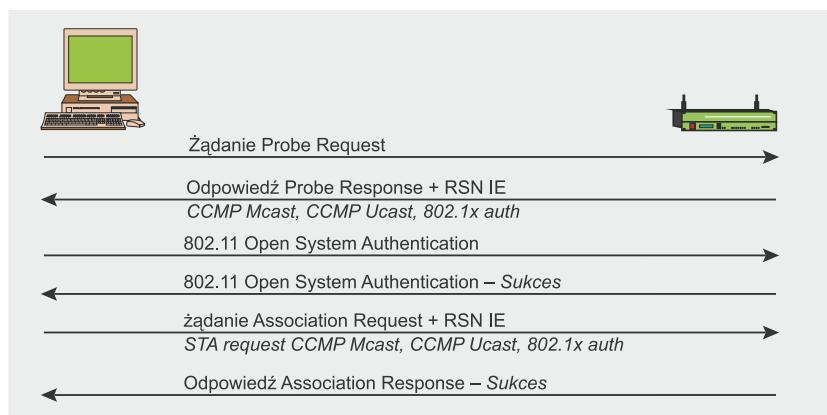 Żądanie Probe Request
Odpowiedź Probe Response + RSN IE
CCMP Mcast, CCMP Ucast, 802.1x auth
802.11 Open System Authentication
802.11 Open System Authentication – Sukces
żądanie Association Request + RSN IE
STA request CCMP Mcast, CCMP Ucast, 802.1x auth
Odpowiedź Association Response – Sukces